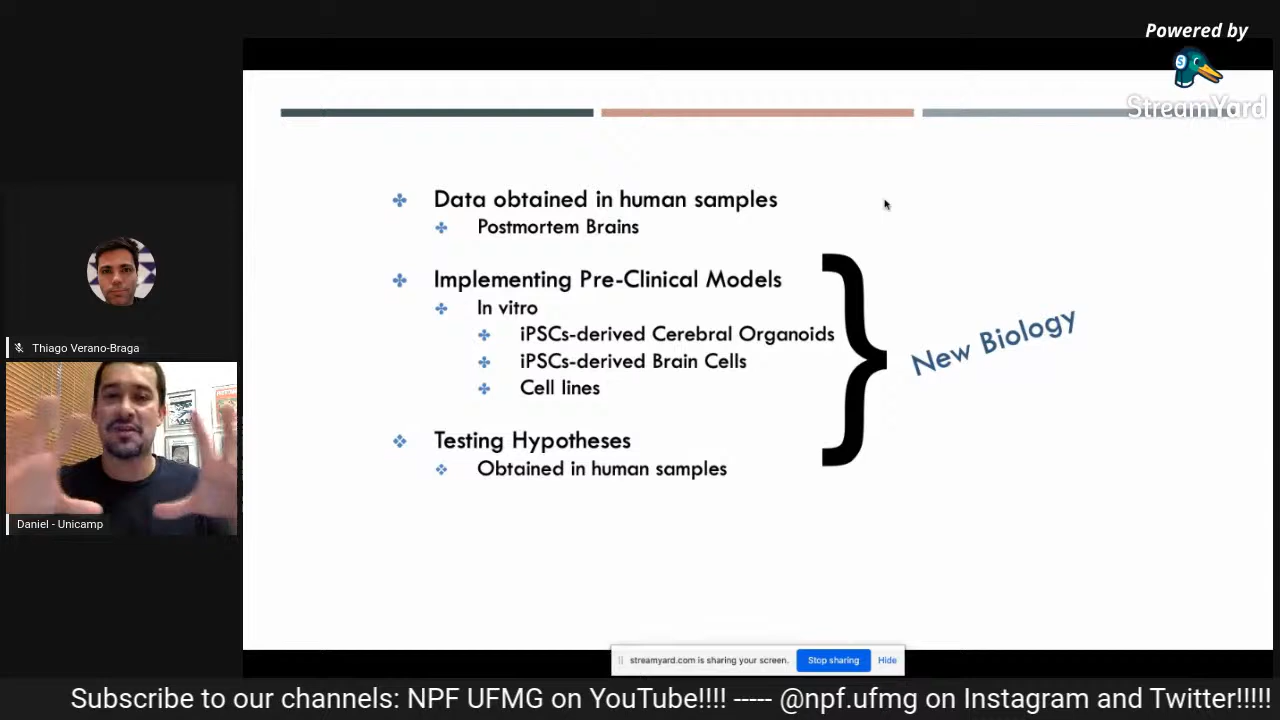 Powered by
StreamYard
Data obtained in human samples
Postmortem Brains
Implementing Pre-Clinical Models
In vitro
iPSCs-derived Cerebral Organoids
iPSCs-derived Brain Cells
Cell lines
Testing Hypotheses
Obtained in human samples
New Biology
Thiago Verano-Braga
Daniel - Unicamp
streamyard.com is sharing your screen.
Stop sharing
Hide
Subscribe to our channels: NPF UFMG on YouTube!!!! ----- @npf.ufmg on Instagram and Twitter!!!!!